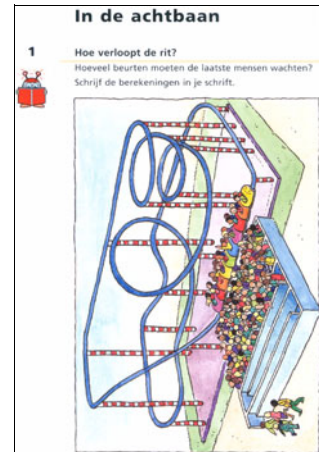 In de achtbaan
1
Hoe verloopt de rit?
Hoeveel beurten moeten de laatste mensen wachten?
Schrijf de berekeningen in je schrift.